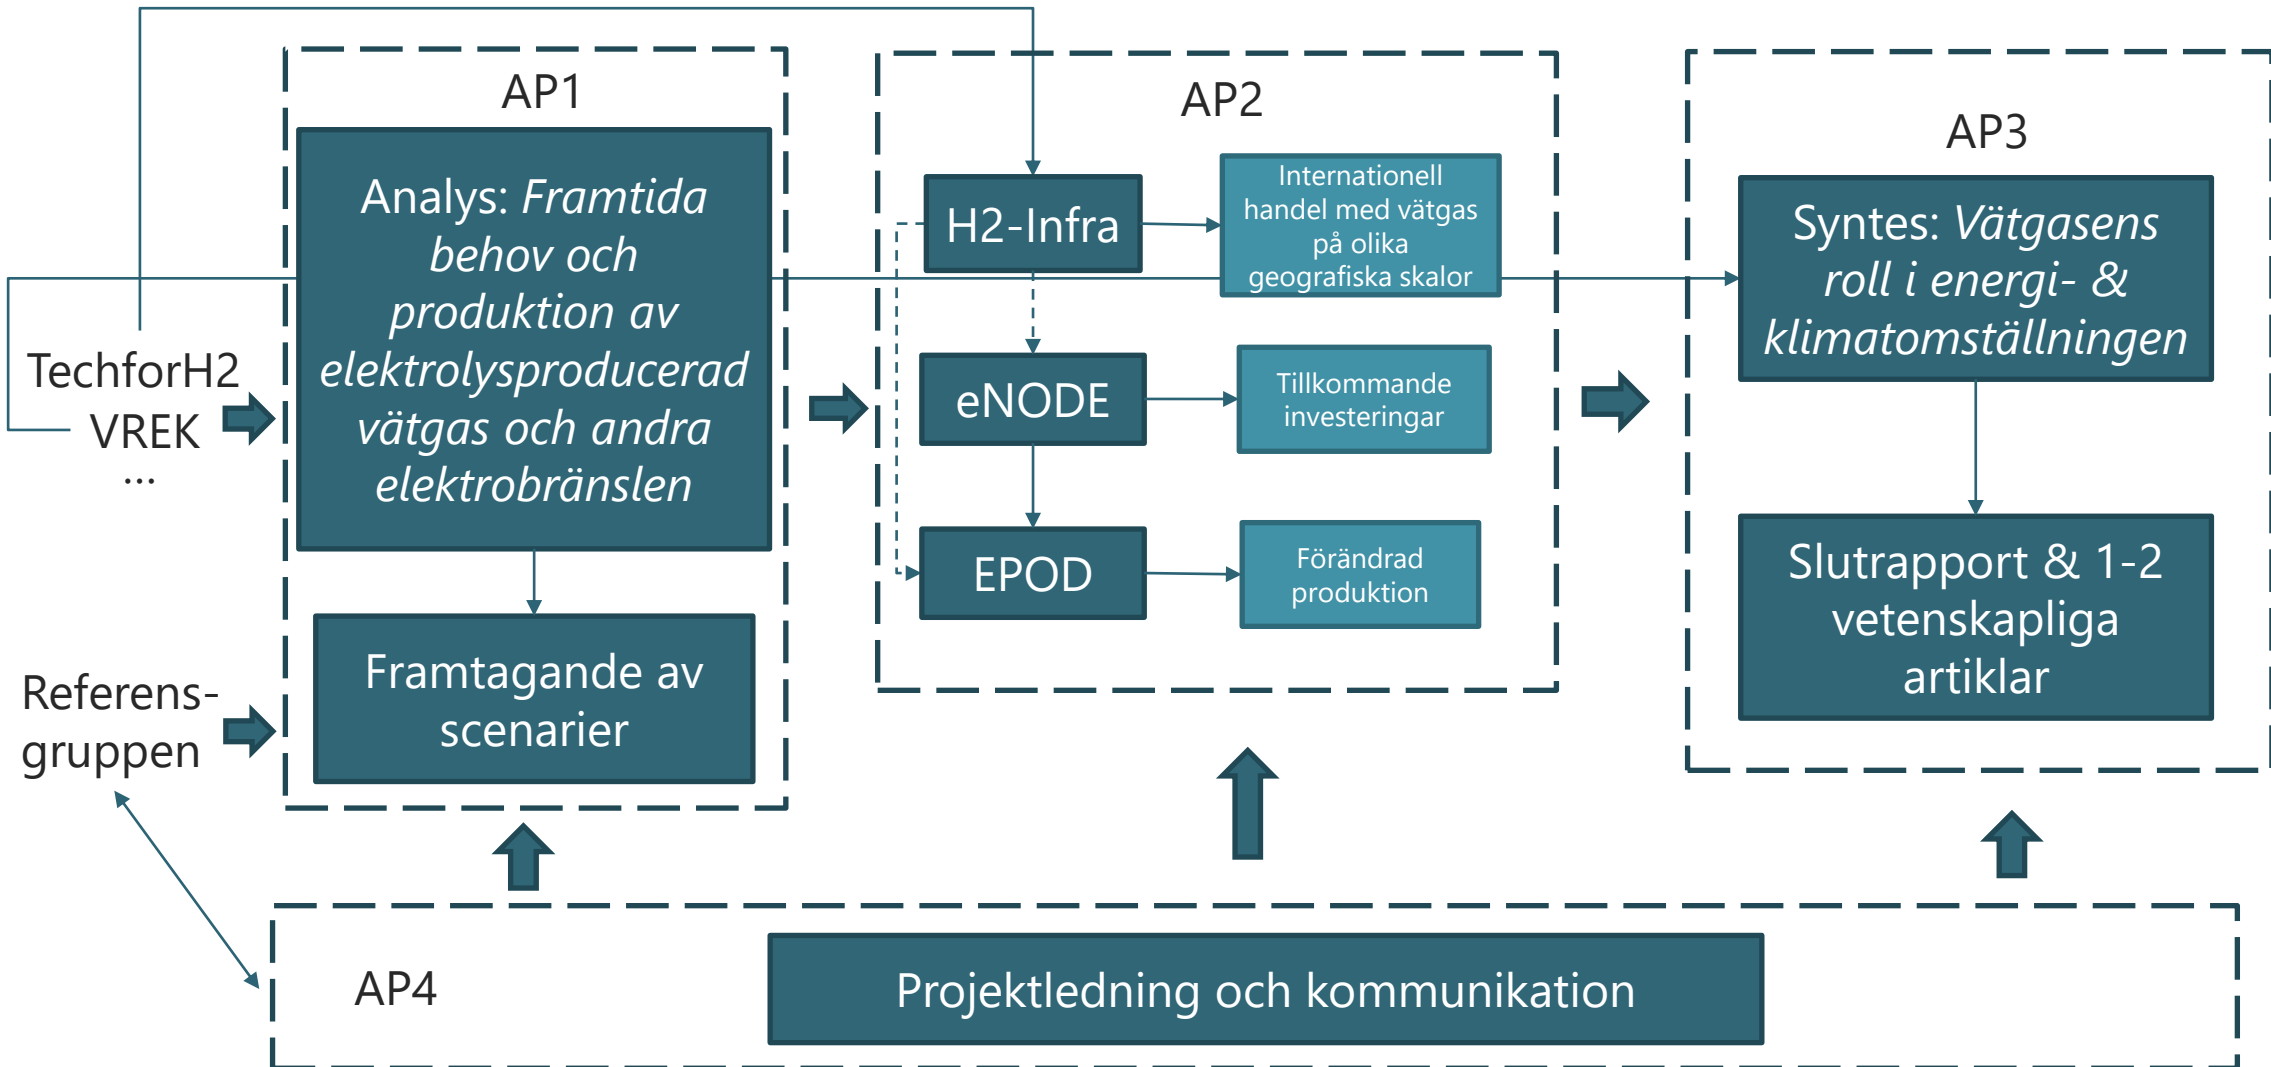 TechforH2
VREK
...
Referens-
gruppen
AP1
Analys: Framtida
behov och
produktion av
elektrolysproducerad
vätgas och andra
elektrobränslen
Framtagande av
scenarier
AP2
H2-Infra
Internationell
handel med vätgas
på olika
geografiska skalor
eNODE
Tillkommande
investeringar
EPOD
Förändrad
produktion
AP3
Syntes: Vätgasens
roll i energi- &
klimatomställningen
Slutrapport & 1-2
vetenskapliga
artiklar
AP4
Projektledning och kommunikation